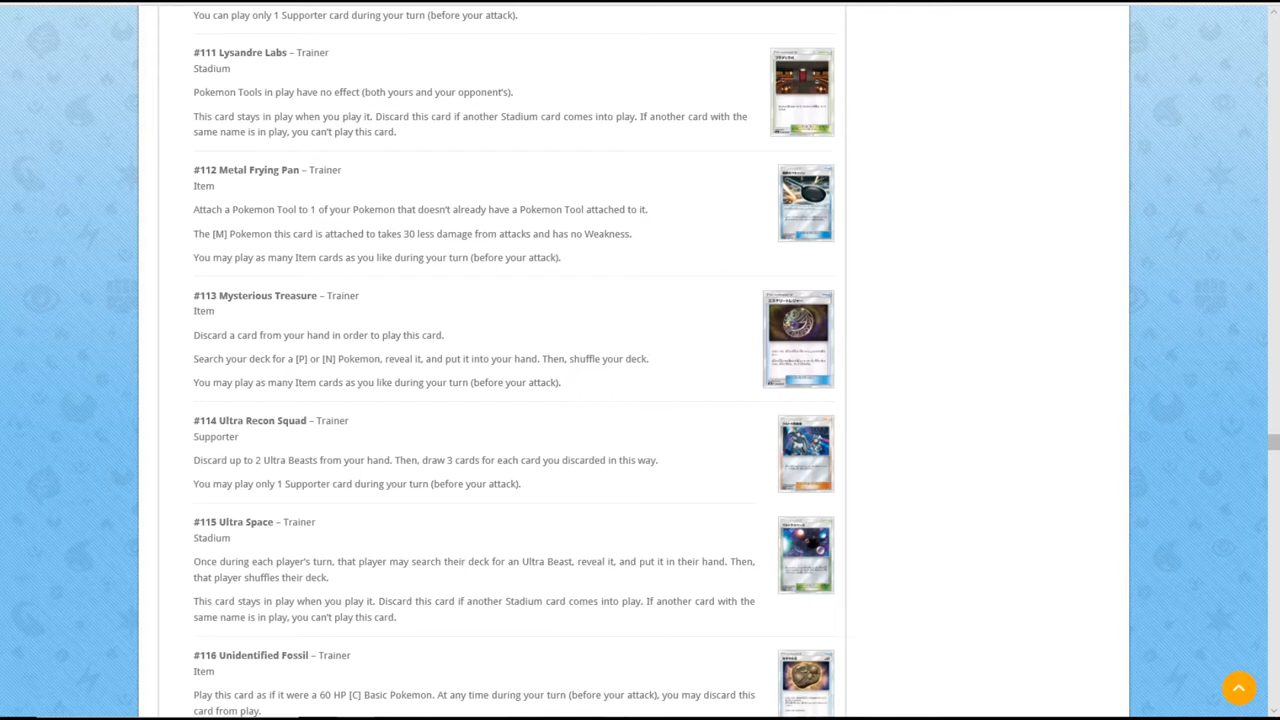 You can play only 1 Supporter card during your turn (before your attack).
#111 Lysandre Labs – Trainer
Stadium
Pokemon Tools in play have no effect (both yours and your opponent's).
This card stays in play when you play it. Discard this card if another Stadium card comes into play. If another card with the
same name is in play, you can't play this card.
#112 Metal Frying Pan – Trainer
Item
Attach a Pokemon Tool to 1 of your Pokemon that doesn't already have a Pokemon Tool attached to it.
The [M] Pokemon this card is attached to takes 30 less damage from attacks and has no Weakness.
You may play as many Item cards as you like during your turn (before your attack).
#113 Mysterious Treasure – Trainer
Item
Discard a card from your hand in order to play this card.
Search your deck for a [P] or [N] Pokemon, reveal it, and put it into your hand. Then, shuffle your deck.
You may play as many Item cards as you like during your turn (before your attack).
#114 Ultra Recon Squad – Trainer
Supporter
Discard up to 2 Ultra Beasts from your hand. Then, draw 3 cards for each card you discarded in this way.
You may play only 1 Supporter card during your turn (before your attack).
#115 Ultra Space – Trainer
Stadium
Once during each player's turn, that player may search their deck for an Ultra Beast, reveal it, and put it in their hand. Then,
that player shuffles their deck.
This card stays in play when you play it. Discard this card if another Stadium card comes into play. If another card with the
same name is in play, you can't play this card.
#116 Unidentified Fossil – Trainer
Item
Play this card as if it were a 60 HP [C] Basic Pokemon. At any time during your turn (before your attack), you may discard this
card from play.